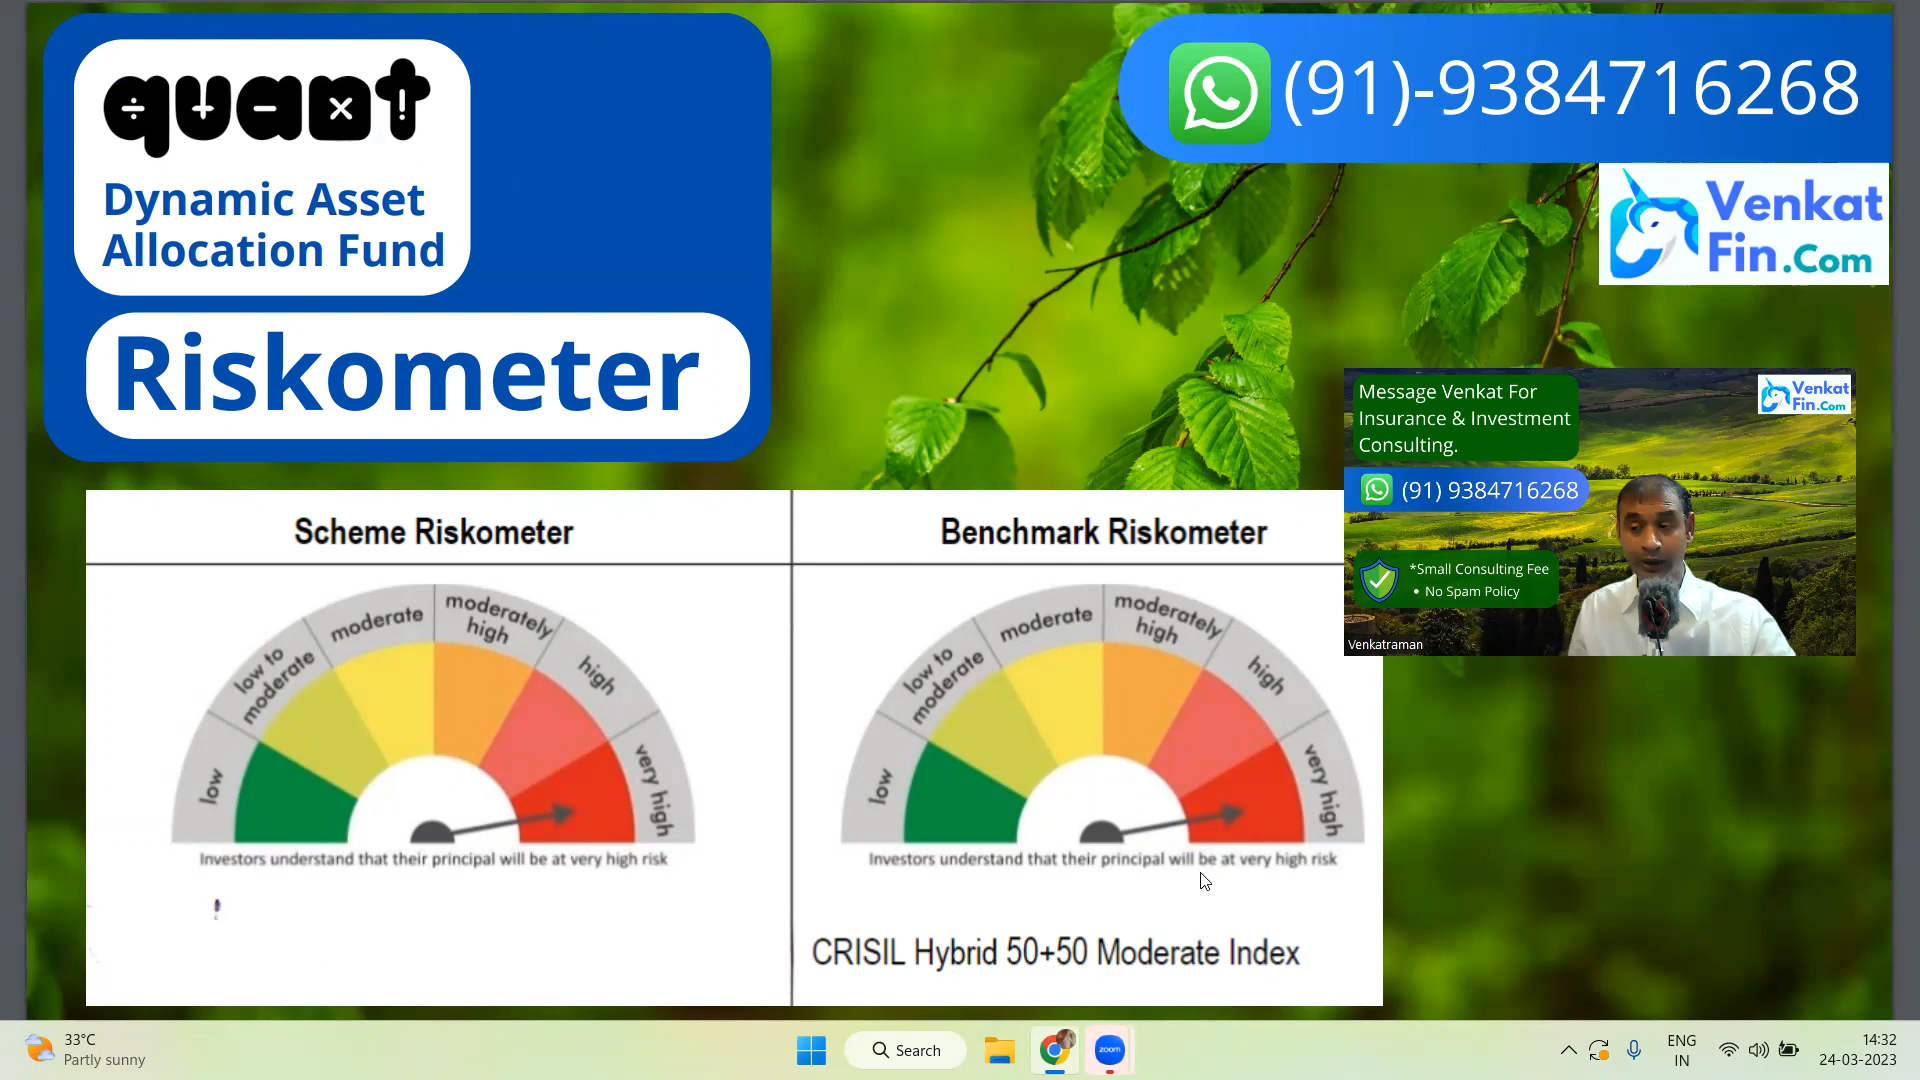 quant
Dynamic Asset
Allocation Fund
Riskometer
(91)-9384716268
Venkat
Fin.Com
Message Venkat For
Insurance & Investment
Consulting.
Venkat
Fin.Com
(91) 9384716268
*Small Consulting Fee
• No Spam Policy
Venkatraman
Scheme Riskometer
low
low to
moderate
moderate
moderately
high
high
very high
Investors understand that their principal will be at very high risk
Benchmark Riskometer
low
low to
moderate
moderate
moderately
high
high
very high
Investors understand that their principal will be at very high risk
CRISIL Hybrid 50+50 Moderate Index
33°C
Partly sunny
Search
zoom
ENG
IN
14:32
24-03-2023